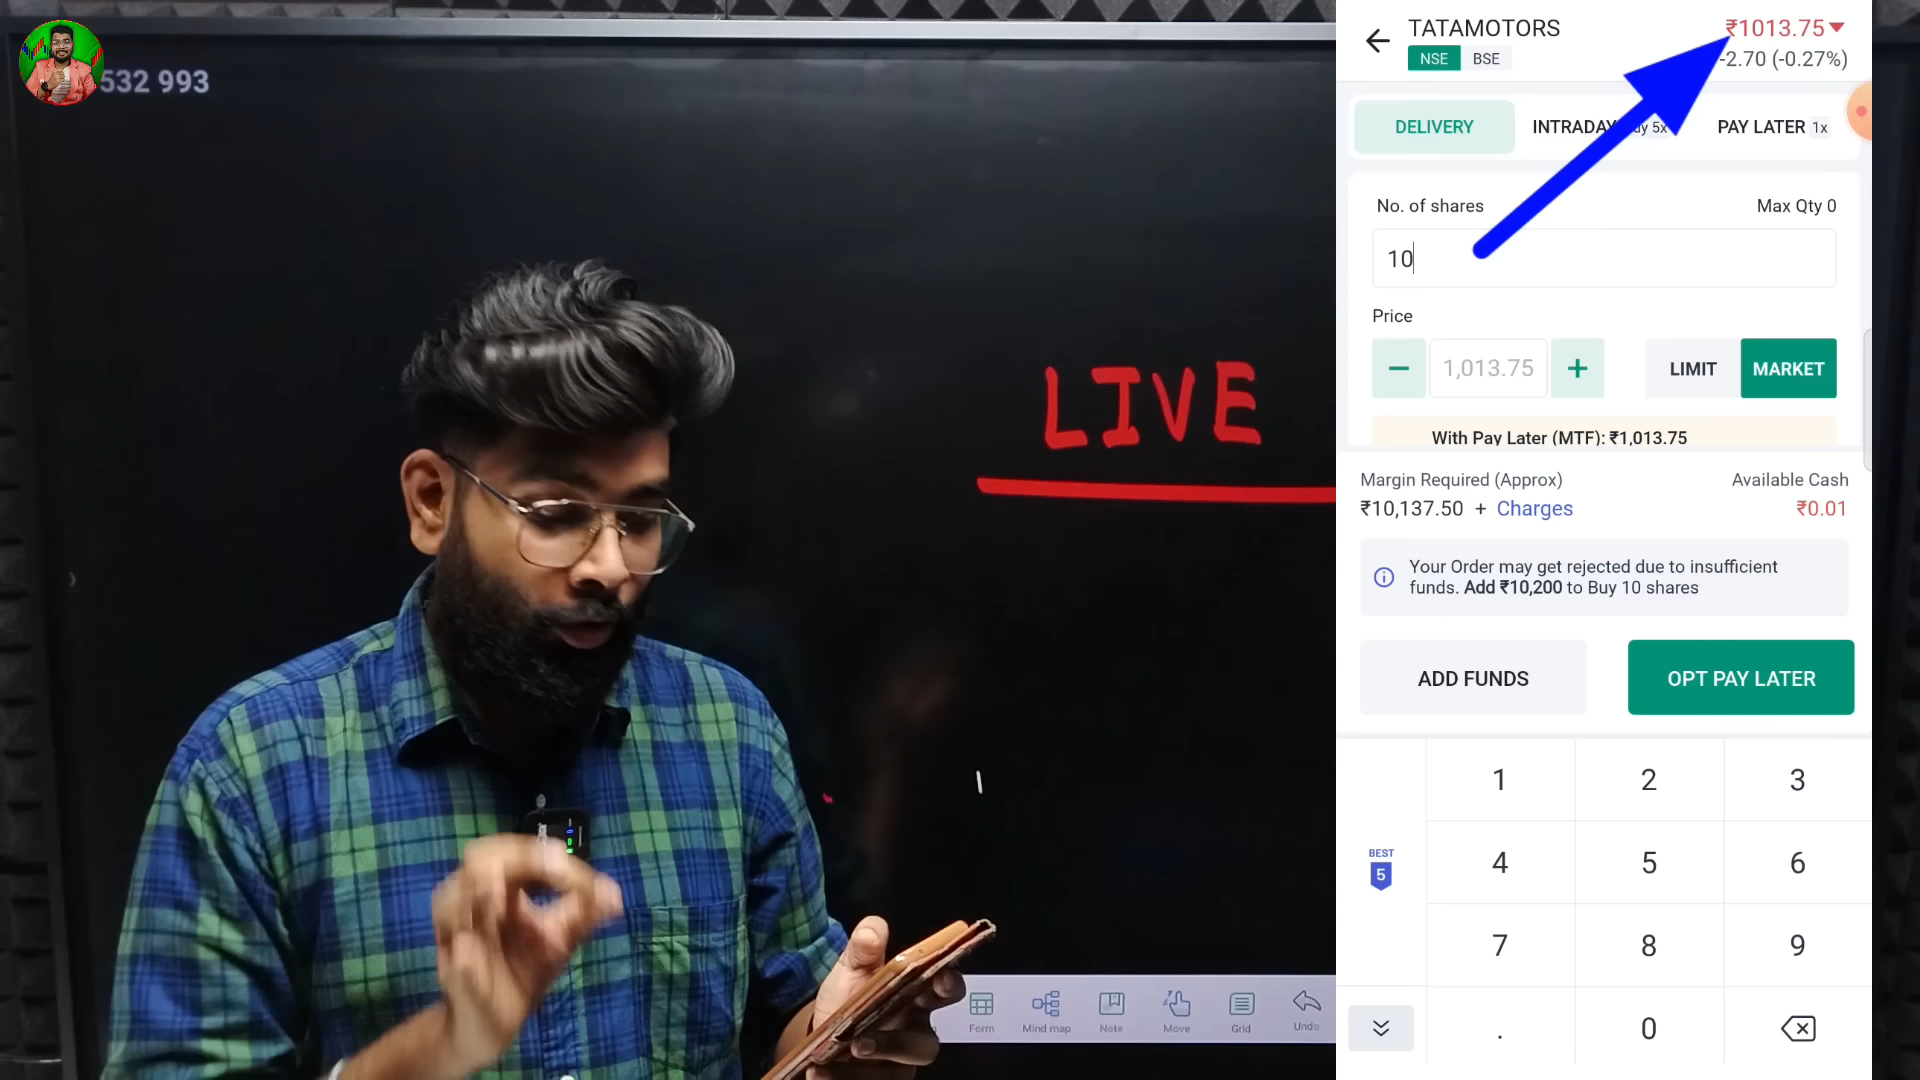 532 993
LIVE
Form
Mind map
Note
Move
Grid
Undo
TATAMOTORS
₹1013.75
NSE
BSE
-2.70 (-0.27%)
DELIVERY
INTRADAY
5x
PAY LATER 1x
No. of shares
Max Qty 0
10
Price
1,013.75
LIMIT
MARKET
With Pay Later (MTF): ₹1,013.75
Margin Required (Approx)
Available Cash
₹10,137.50 + Charges
₹0.01
Your Order may get rejected due to insufficient
funds. Add ₹10,200 to Buy 10 shares
ADD FUNDS
OPT PAY LATER
1
2
3
BEST
5
4
5
6
7
8
9
.
0